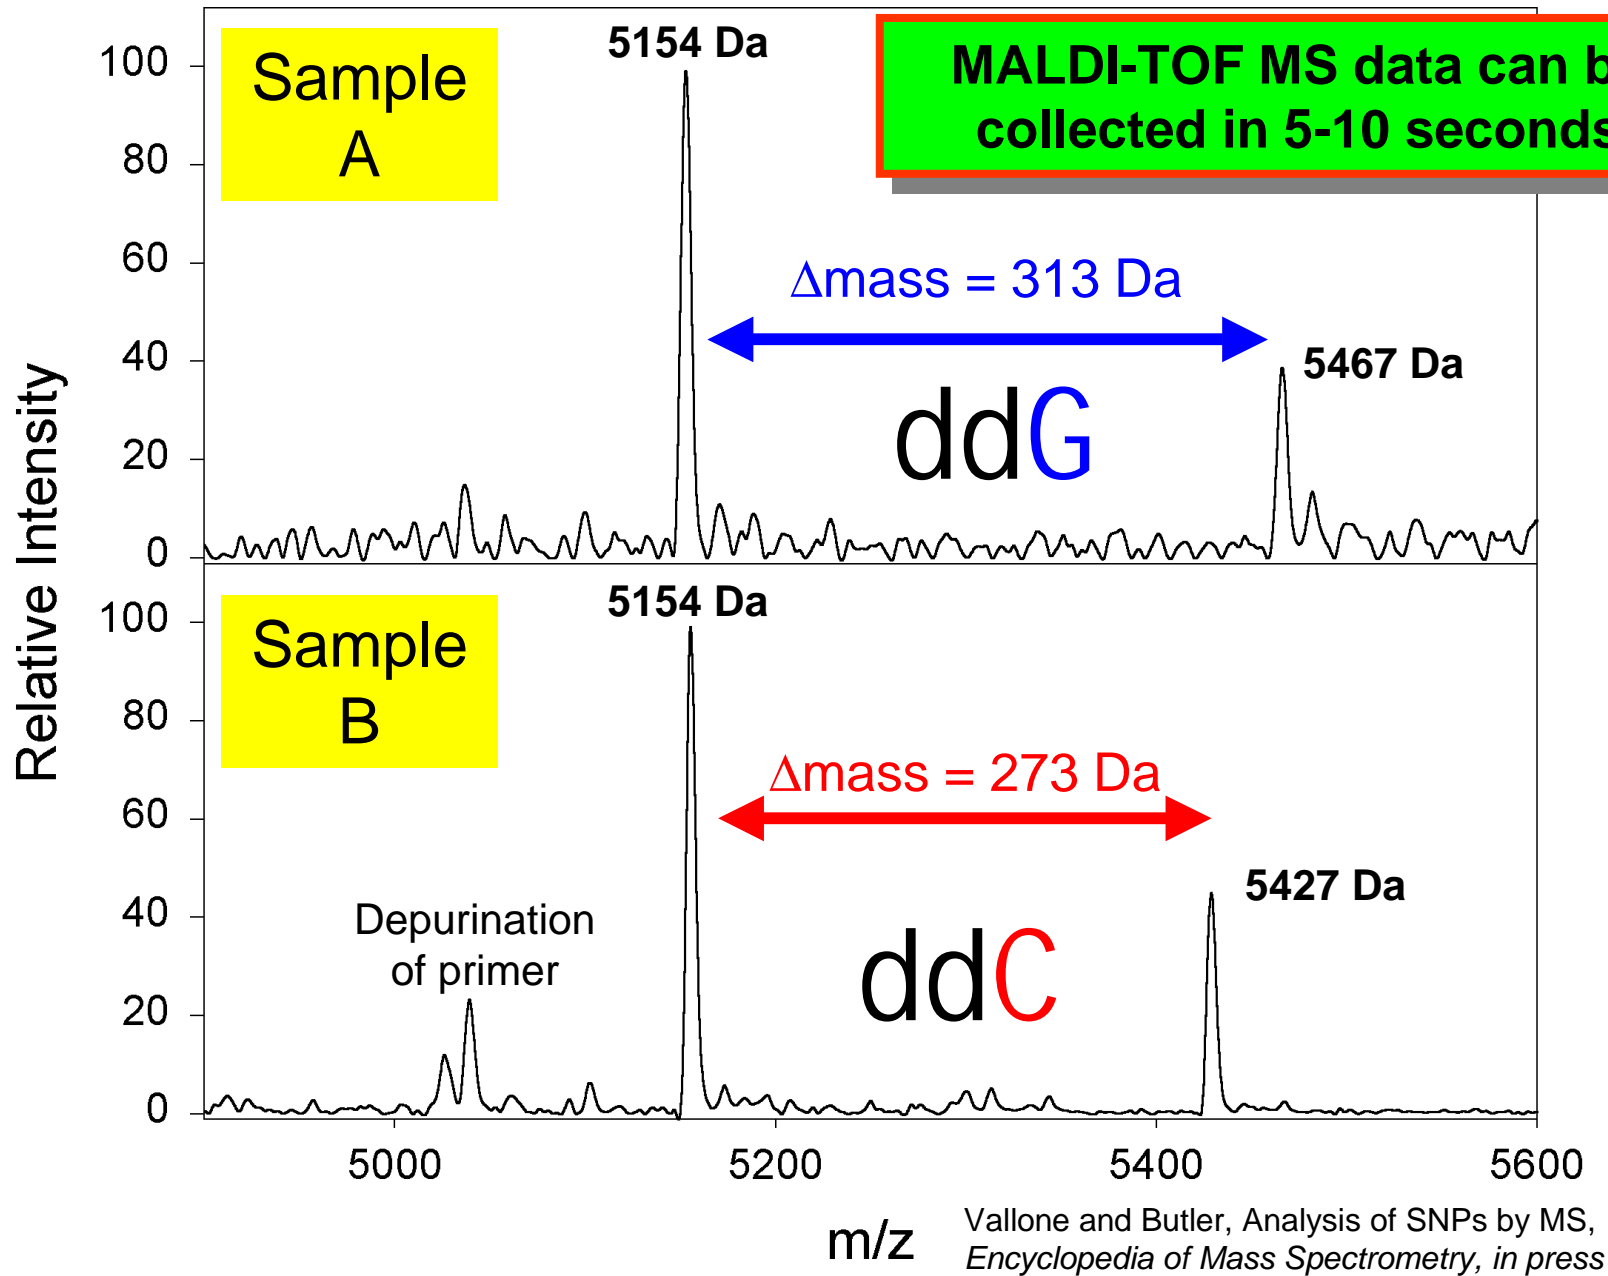 Sample
A
5154 Da
MALDI-TOF MS data can b
collected in 5-10 seconds
Δmass = 313 Da
5467 Da
ddG
100
80
60
40
20
0
Relative Intensity
Sample
B
5154 Da
Δmass = 273 Da
5427 Da
ddC
Depurination
of primer
100
80
60
40
20
0
5000 5200 5400 5600
m/z
Vallone and Butler, Analysis of SNPs by MS,
Encyclopedia of Mass Spectrometry, in press